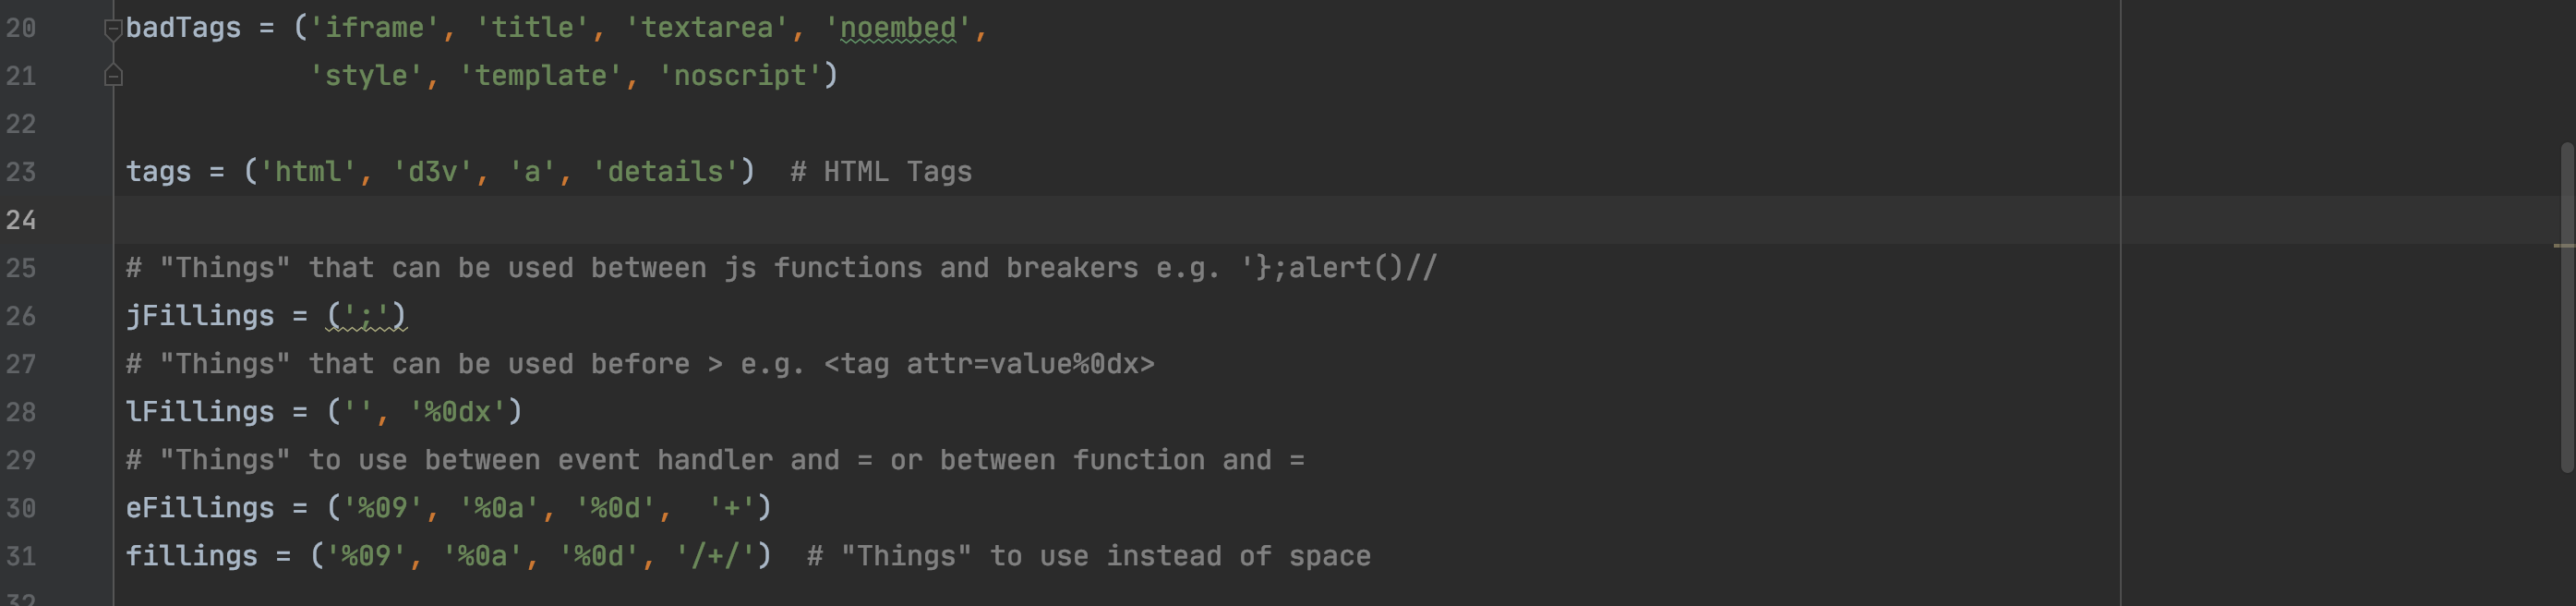 20 badTags = ('iframe', 'title', 'textarea', 'noembed',
21 'style', 'template', 'noscript')
22
23 tags = ('html', 'd3v', 'a', 'details')  # HTML Tags
24
25 # "Things" that can be used between js functions and breakers e.g. '};alert()//
26 jFillings = (';')
27 # "Things" that can be used before > e.g. <tag attr=value%0dx>
28 lFillings = ('', '%0dx')
29 # "Things" to use between event handler and = or between function and =
30 eFillings = ('%09', '%0a', '%0d',  '+')
31 fillings = ('%09', '%0a', '%0d', '/+/')  # "Things" to use instead of space
32